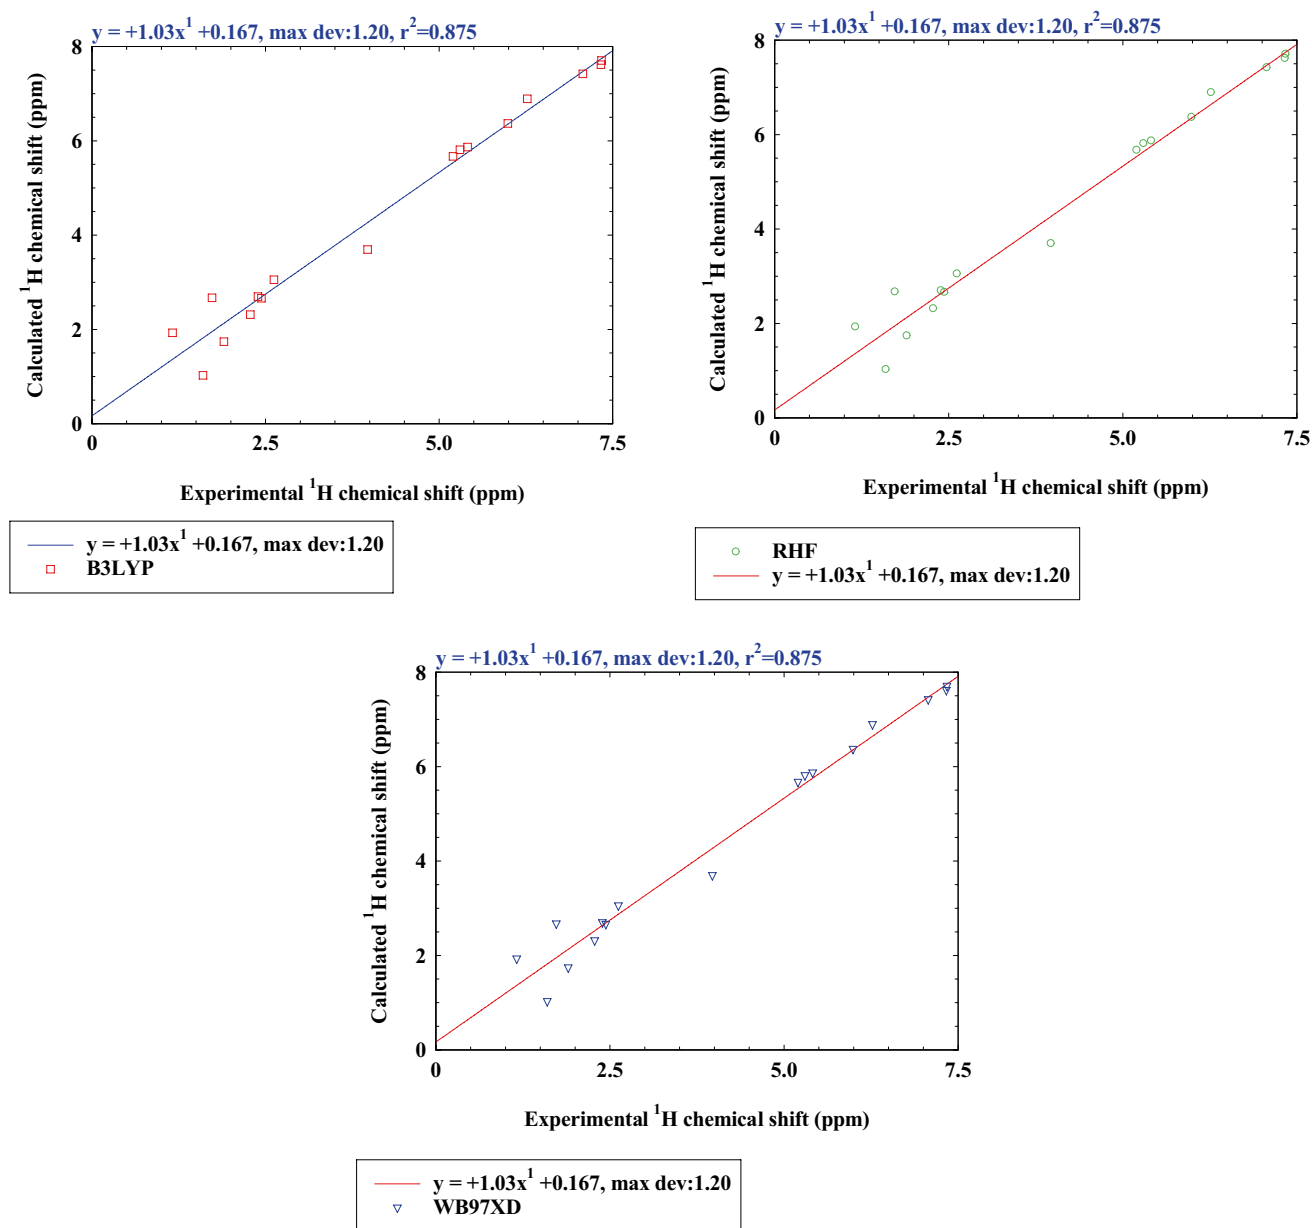 y = +1.03x¹ +0.167, max dev:1.20, r²=0.875
8
6
4
2
0
Calculated ¹H chemical shift (ppm)
0 2.5 5.0 7.5
Experimental ¹H chemical shift (ppm)
y = +1.03x¹ +0.167, max dev:1.20
B3LYP
y = +1.03x¹ +0.167, max dev:1.20, r²=0.875
8
6
4
2
0
Calculated ¹H chemical shift (ppm)
0 2.5 5.0 7.5
Experimental ¹H chemical shift (ppm)
RHF
y = +1.03x¹ +0.167, max dev:1.20
y = +1.03x¹ +0.167, max dev:1.20, r²=0.875
8
6
4
2
0
Calculated ¹H chemical shift (ppm)
0 2.5 5.0 7.5
Experimental ¹H chemical shift (ppm)
y = +1.03x¹ +0.167, max dev:1.20
WB97XD